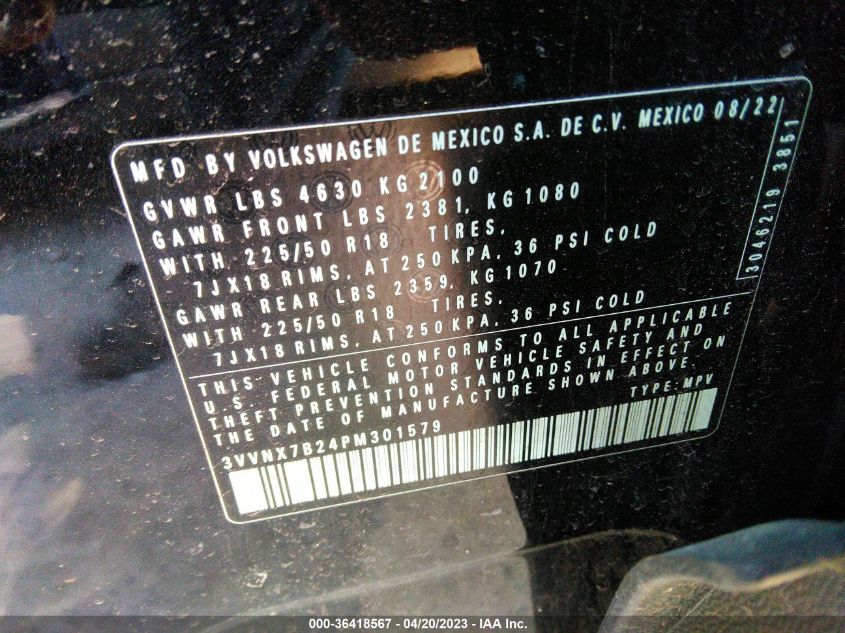 MFD BY VOLKSWAGEN DE MEXICO S.A. DE C.V. MEXICO 08/22
GVWR LBS 4630 KG 2100
GAWR FRONT LBS 2381, KG 1080
WITH 225/50 R18 TIRES,
7JX18 RIMS, AT 250 KPA, 36 PSI COLD
GAWR REAR LBS 2359, KG 1070
WITH 225/50 R18 TIRES,
7JX18 RIMS, AT 250 KPA, 36 PSI COLD
3046219 3851
THIS VEHICLE CONFORMS TO ALL APPLICABLE
U.S. FEDERAL MOTOR VEHICLE SAFETY AND
THEFT PREVENTION STANDARDS IN EFFECT ON
THE DATE OF MANUFACTURE SHOWN ABOVE.
TYPE: MPV
3VVNX7B24PM301579
000-36418567 - 04/20/2023 - IAA Inc.